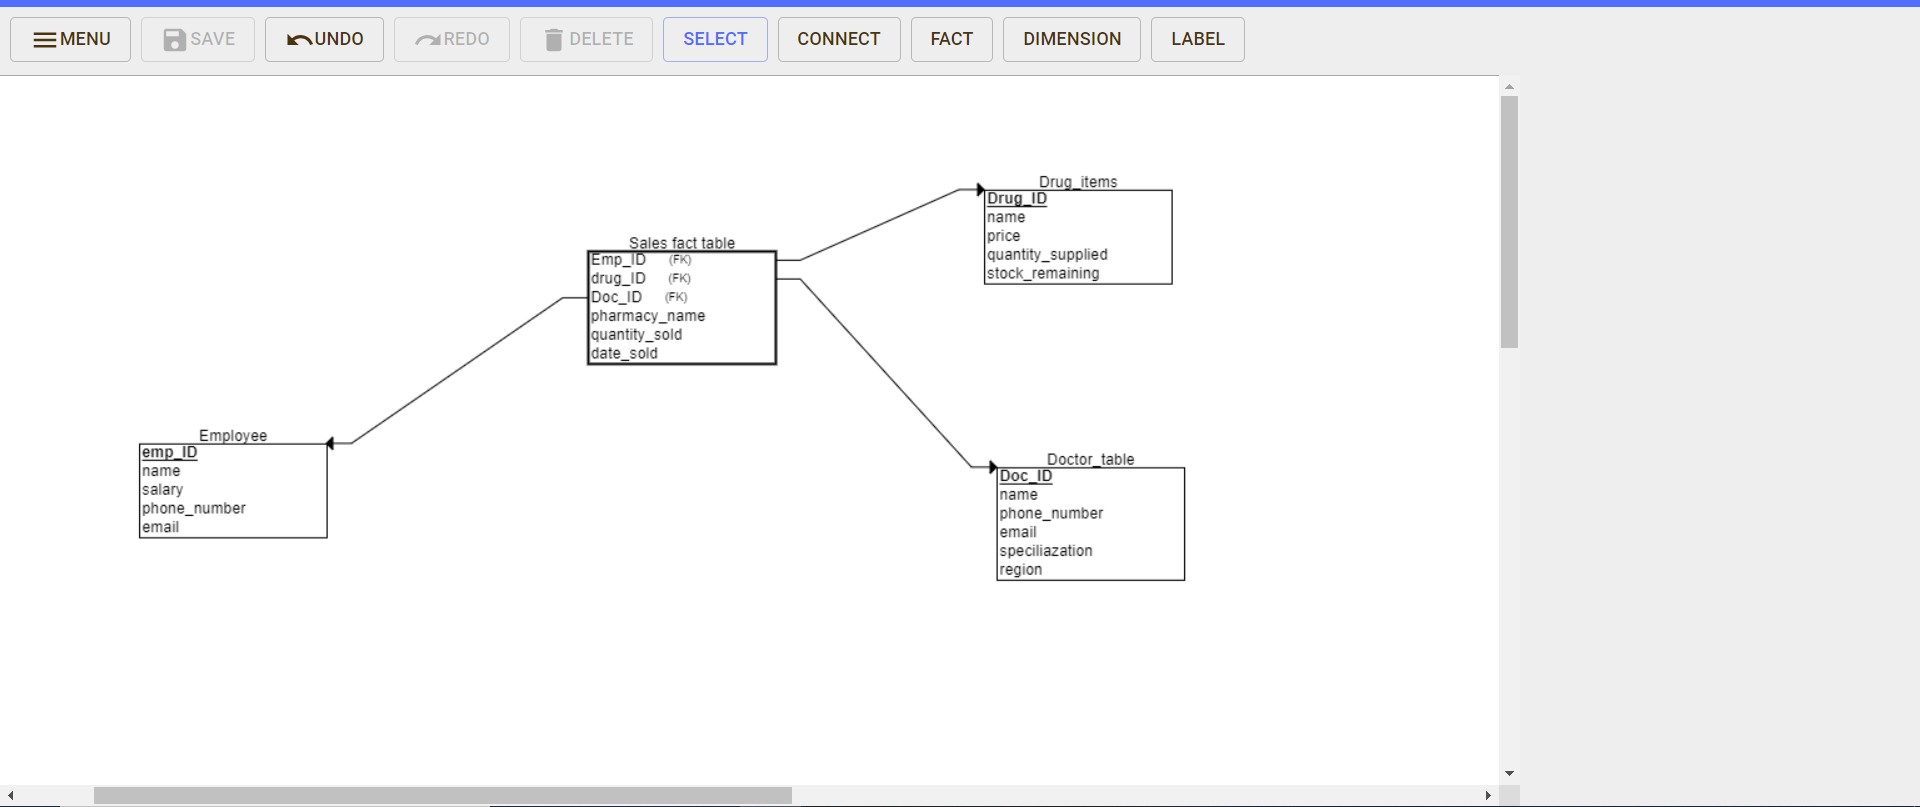 MENU
SAVE
UNDO
REDO
DELETE
SELECT
CONNECT
FACT
DIMENSION
LABEL
Drug_items
Drug_ID
name
price
quantity_supplied
stock_remaining
Sales fact table
Emp_ID (FK)
drug_ID (FK)
Doc_ID (FK)
pharmacy_name
quantity_sold
date_sold
Employee
emp_ID
name
salary
phone_number
email
Doctor_table
Doc_ID
name
phone_number
email
speciliazation
region